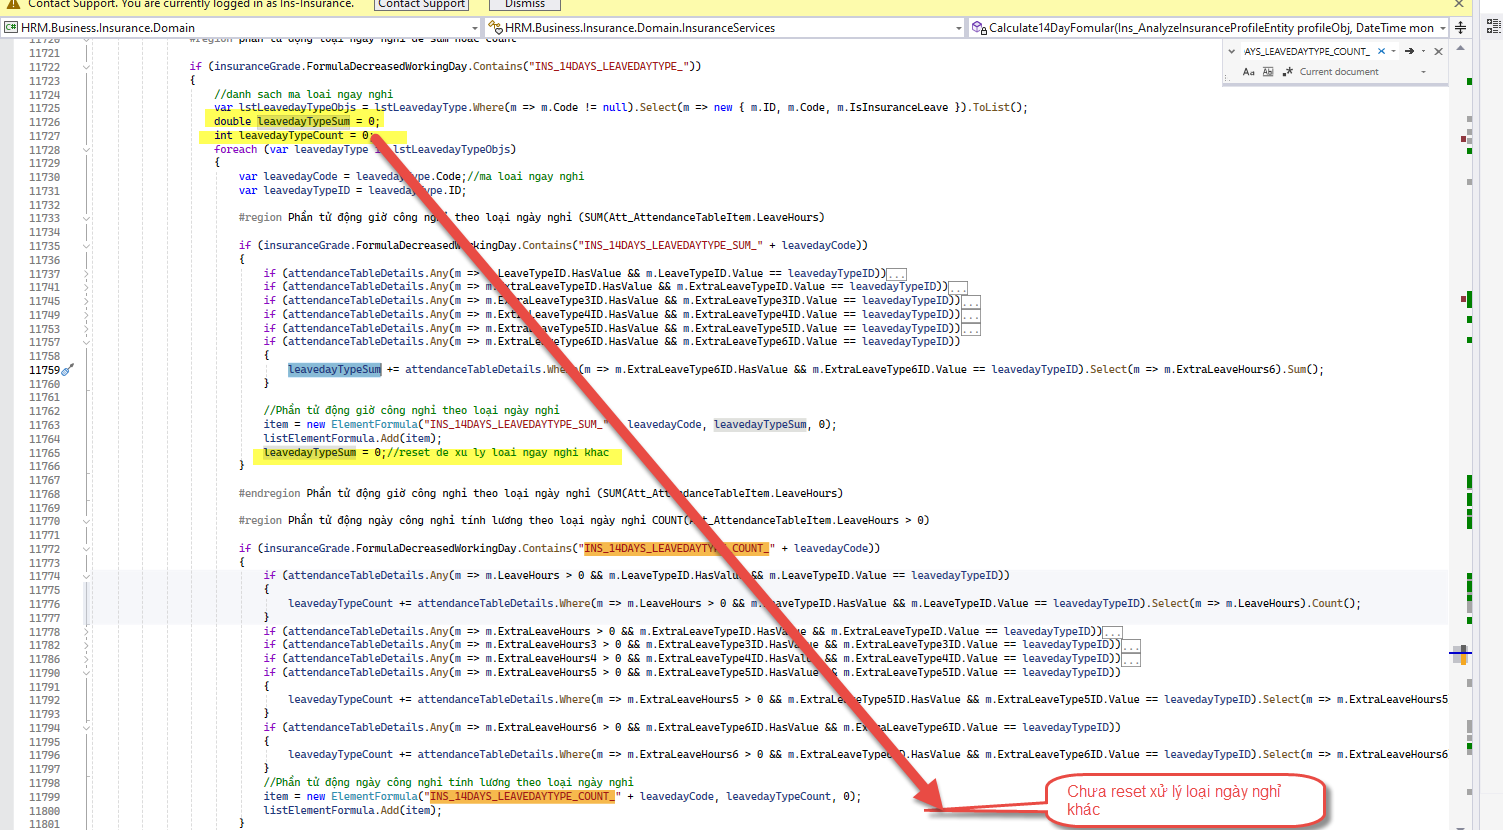 Contact Support. You are currently logged in as Ins-Insurance. Contact Support Dismiss
HRM.Business.Insurance.Domain HRM.Business.Insurance.Domain.InsuranceServices Calculate14DayFomular(Ins_AnalyzeInsuranceProfileEntity profileObj, DateTime mon
AYS_LEAVEDAYTYPE_COUNT_
Aa Ab .* Current document
11720 #region phần tử động loại ngày nghỉ để sum hoặc count
11721
11722 if (insuranceGrade.FormulaDecreasedWorkingDay.Contains("INS_14DAYS_LEAVEDAYTYPE_"))
11723 {
11724 //danh sach ma loai ngay nghi
11725 var lstLeavedayTypeObjs = lstLeavedayType.Where(m => m.Code != null).Select(m => new { m.ID, m.Code, m.IsInsuranceLeave }).ToList();
11726 double leavedayTypeSum = 0;
11727 int leavedayTypeCount = 0;
11728 foreach (var leavedayType in lstLeavedayTypeObjs)
11729 {
11730 var leavedayCode = leavedayType.Code;//ma loai ngay nghi
11731 var leavedayTypeID = leavedayType.ID;
11732
11733 #region Phần tử động giờ công nghỉ theo loại ngày nghỉ (SUM(Att_AttendanceTableItem.LeaveHours)
11734
11735 if (insuranceGrade.FormulaDecreasedWorkingDay.Contains("INS_14DAYS_LEAVEDAYTYPE_SUM_" + leavedayCode))
11736 {
11737 if (attendanceTableDetails.Any(m => m.LeaveTypeID.HasValue && m.LeaveTypeID.Value == leavedayTypeID))...
11741 if (attendanceTableDetails.Any(m => m.ExtraLeaveTypeID.HasValue && m.ExtraLeaveTypeID.Value == leavedayTypeID))...
11745 if (attendanceTableDetails.Any(m => m.ExtraLeaveType3ID.HasValue && m.ExtraLeaveType3ID.Value == leavedayTypeID))...
11749 if (attendanceTableDetails.Any(m => m.ExtraLeaveType4ID.HasValue && m.ExtraLeaveType4ID.Value == leavedayTypeID))...
11753 if (attendanceTableDetails.Any(m => m.ExtraLeaveType5ID.HasValue && m.ExtraLeaveType5ID.Value == leavedayTypeID))...
11757 if (attendanceTableDetails.Any(m => m.ExtraLeaveType6ID.HasValue && m.ExtraLeaveType6ID.Value == leavedayTypeID))
11758 {
11759 leavedayTypeSum += attendanceTableDetails.Where(m => m.ExtraLeaveType6ID.HasValue && m.ExtraLeaveType6ID.Value == leavedayTypeID).Select(m => m.ExtraLeaveHours6).Sum();
11760 }
11761
11762 //Phần tử động giờ công nghỉ theo loại ngày nghỉ
11763 item = new ElementFormula("INS_14DAYS_LEAVEDAYTYPE_SUM_" + leavedayCode, leavedayTypeSum, 0);
11764 listElementFormula.Add(item);
11765 leavedayTypeSum = 0;//reset de xu ly loai ngay nghi khac
11766 }
11767
11768 #endregion Phần tử động giờ công nghỉ theo loại ngày nghỉ (SUM(Att_AttendanceTableItem.LeaveHours)
11769
11770 #region Phần tử động ngày công nghỉ tính lương theo loại ngày nghỉ COUNT(Att_AttendanceTableItem.LeaveHours > 0)
11771
11772 if (insuranceGrade.FormulaDecreasedWorkingDay.Contains("INS_14DAYS_LEAVEDAYTYPE_COUNT_" + leavedayCode))
11773 {
11774 if (attendanceTableDetails.Any(m => m.LeaveHours > 0 && m.LeaveTypeID.HasValue && m.LeaveTypeID.Value == leavedayTypeID))
11775 {
11776 leavedayTypeCount += attendanceTableDetails.Where(m => m.LeaveHours > 0 && m.LeaveTypeID.HasValue && m.LeaveTypeID.Value == leavedayTypeID).Select(m => m.LeaveHours).Count();
11777 }
11778 if (attendanceTableDetails.Any(m => m.ExtraLeaveHours > 0 && m.ExtraLeaveTypeID.HasValue && m.ExtraLeaveTypeID.Value == leavedayTypeID))...
11782 if (attendanceTableDetails.Any(m => m.ExtraLeaveHours3 > 0 && m.ExtraLeaveType3ID.HasValue && m.ExtraLeaveType3ID.Value == leavedayTypeID))...
11786 if (attendanceTableDetails.Any(m => m.ExtraLeaveHours4 > 0 && m.ExtraLeaveType4ID.HasValue && m.ExtraLeaveType4ID.Value == leavedayTypeID))...
11790 if (attendanceTableDetails.Any(m => m.ExtraLeaveHours5 > 0 && m.ExtraLeaveType5ID.HasValue && m.ExtraLeaveType5ID.Value == leavedayTypeID))
11791 {
11792 leavedayTypeCount += attendanceTableDetails.Where(m => m.ExtraLeaveHours5 > 0 && m.ExtraLeaveType5ID.HasValue && m.ExtraLeaveType5ID.Value == leavedayTypeID).Select(m => m.ExtraLeaveHours5
11793 }
11794 if (attendanceTableDetails.Any(m => m.ExtraLeaveHours6 > 0 && m.ExtraLeaveType6ID.HasValue && m.ExtraLeaveType6ID.Value == leavedayTypeID))
11795 {
11796 leavedayTypeCount += attendanceTableDetails.Where(m => m.ExtraLeaveHours6 > 0 && m.ExtraLeaveType6ID.HasValue && m.ExtraLeaveType6ID.Value == leavedayTypeID).Select(m => m.ExtraLeaveHours6
11797 }
11798 //Phần tử động ngày công nghỉ tính lương theo loại ngày nghỉ
11799 item = new ElementFormula("INS_14DAYS_LEAVEDAYTYPE_COUNT_" + leavedayCode, leavedayTypeCount, 0);
11800 listElementFormula.Add(item);
11801 }
Chưa reset xử lý loại ngày nghỉ
khác